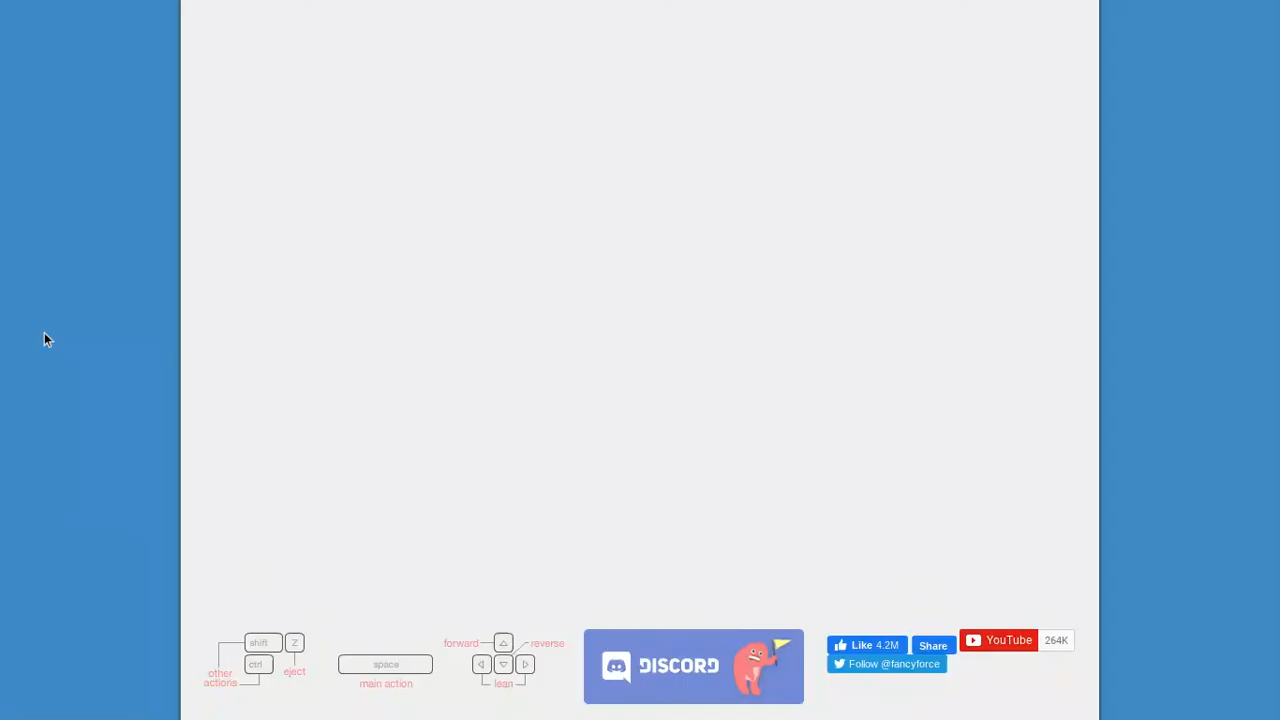 shift Z
ctrl
other
actions
eject
space
main action
forward
reverse
lean
DISCORD
Like 4.2M
Share
YouTube 264K
Follow @fancyforce